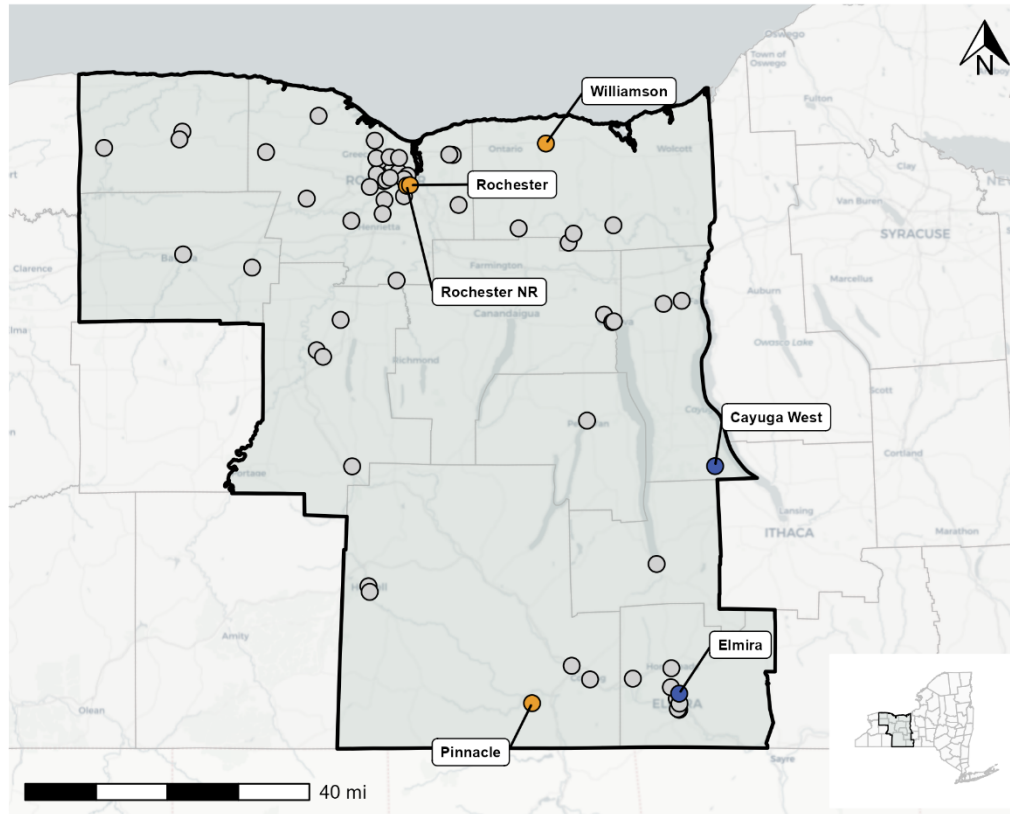 Oswego
Town of
Oswego
N
Williamson
Fulton
Ontario
Wolcott
Clay
Rochester
Van Buren
SYRACUSE
Henrietta
Clarence
Farmington
Marcellus
Rochester NR
Auburn
Canandaigua
Owasco Lake
Richmond
Scott
Cayuga West
Cortland
Lansing
ITHACA
Marathon
Amity
Elmira
Olean
Pinnacle
Sayre
40 mi